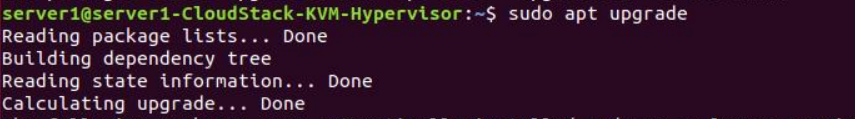 server1@server1-CloudStack-KVM-Hypervisor:~$ sudo apt upgrade
Reading package lists... Done
Building dependency tree
Reading state information... Done
Calculating upgrade... Done